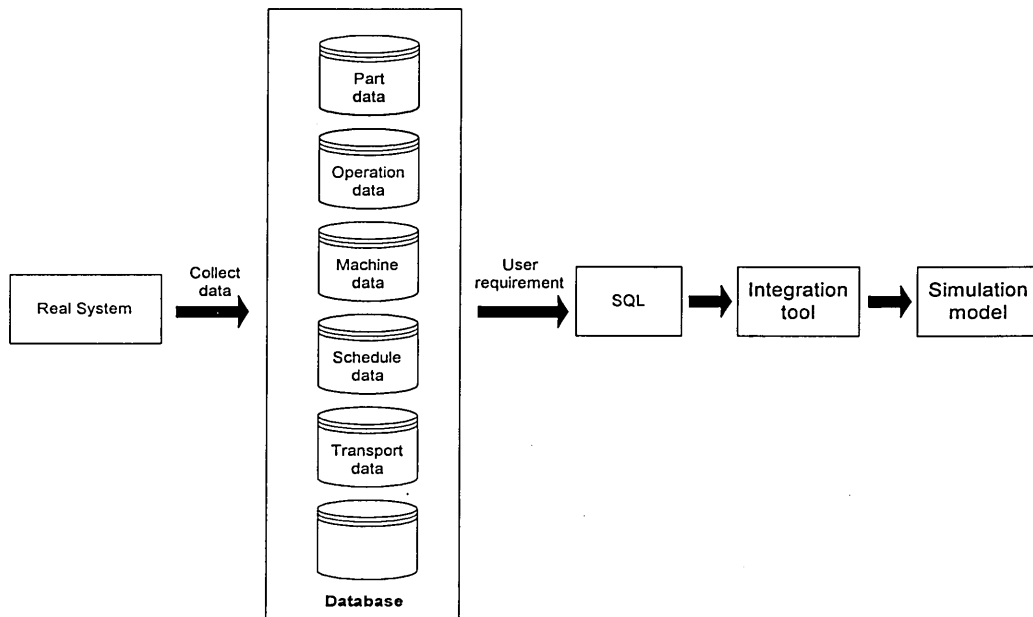 Real System
Collect
data
Part
data
Operation
data
Machine
data
Schedule
data
Transport
data
Database
User
requirement
SQL
Integration
tool
Simulation
model